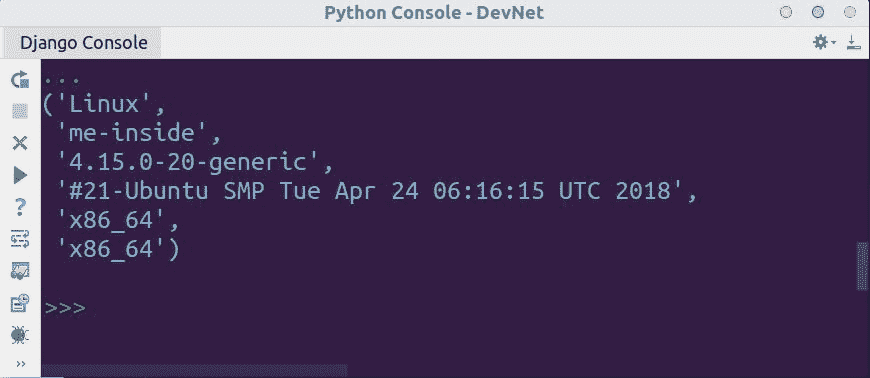 Python Console - DevNet
Django Console
...
('Linux',
'me-inside',
'4.15.0-20-generic',
'#21-Ubuntu SMP Tue Apr 24 06:16:15 UTC 2018',
'x86_64',
'x86_64')
>>>